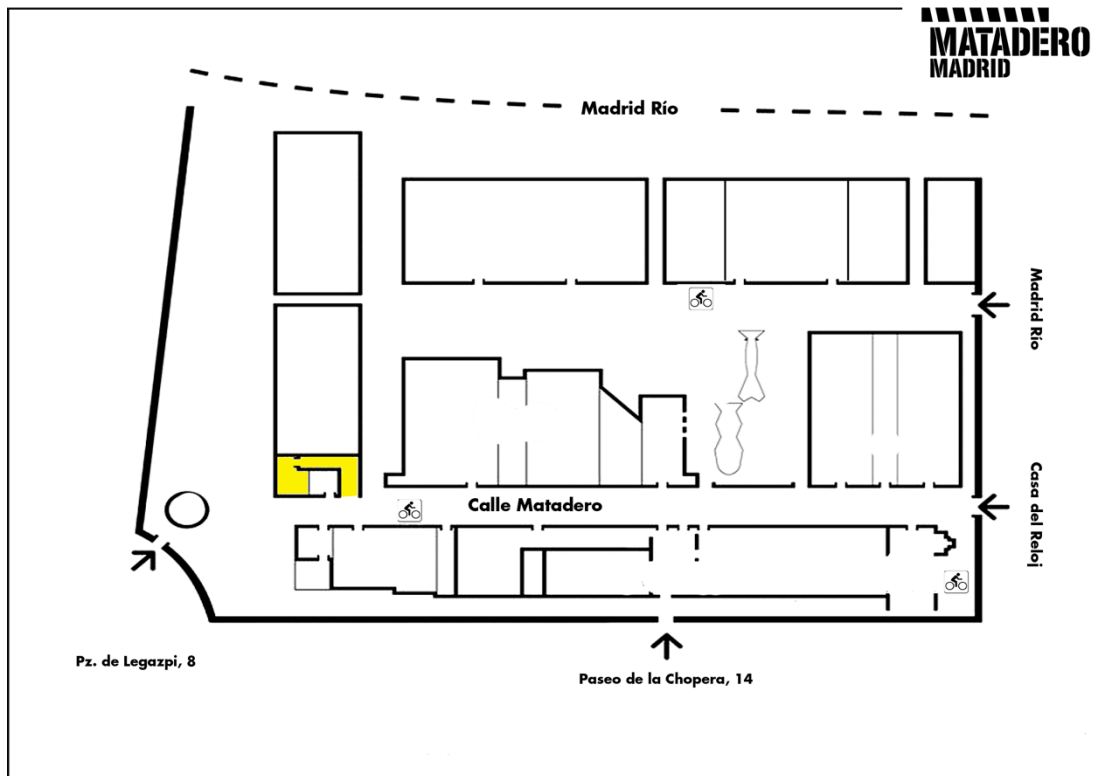 MATADERO
MADRID
Madrid Río
Madrid Río
Calle Matadero
Casa del Reloj
Pz. de Legazpi, 8
Paseo de la Chopera, 14